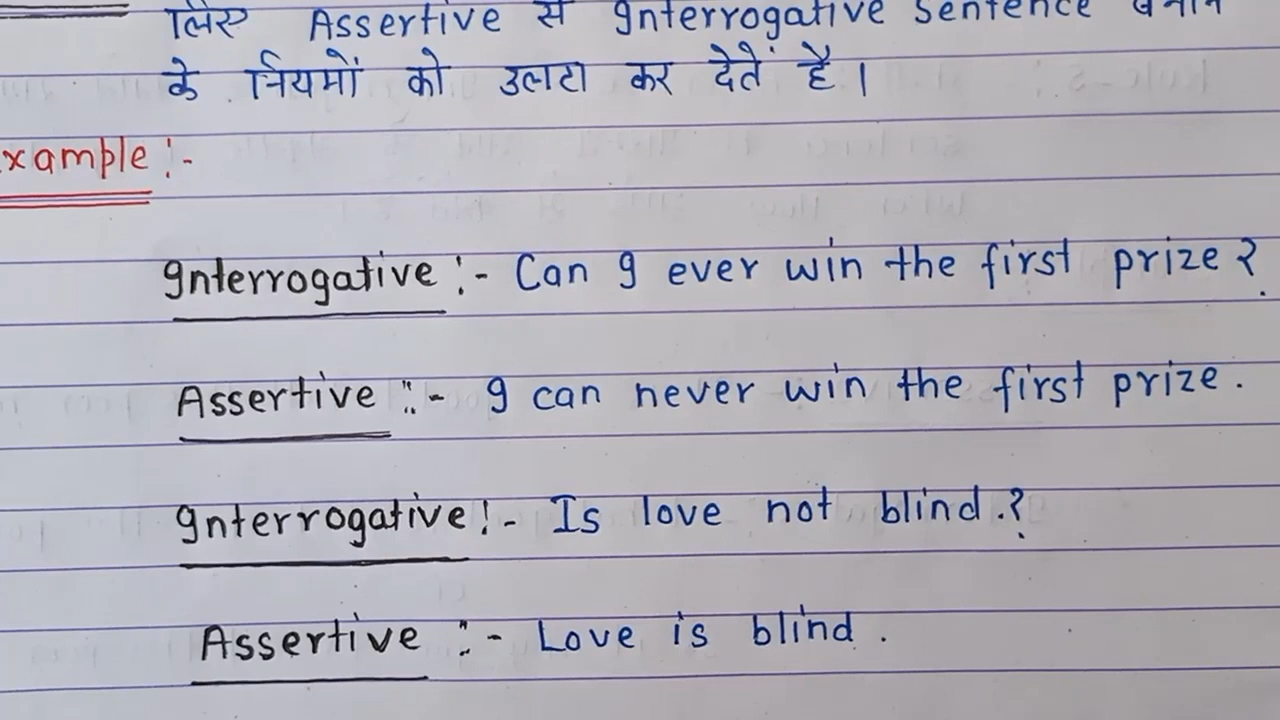 लिए Assertive से Interrogative Sentence बनाने
के नियमों को उलटा कर देतें है।
xample:-
Interrogative:- Can I ever win the first prize?
Assertive:- I can never win the first prize.
Interrogative!- Is love not blind.?
Assertive:- Love is blind.